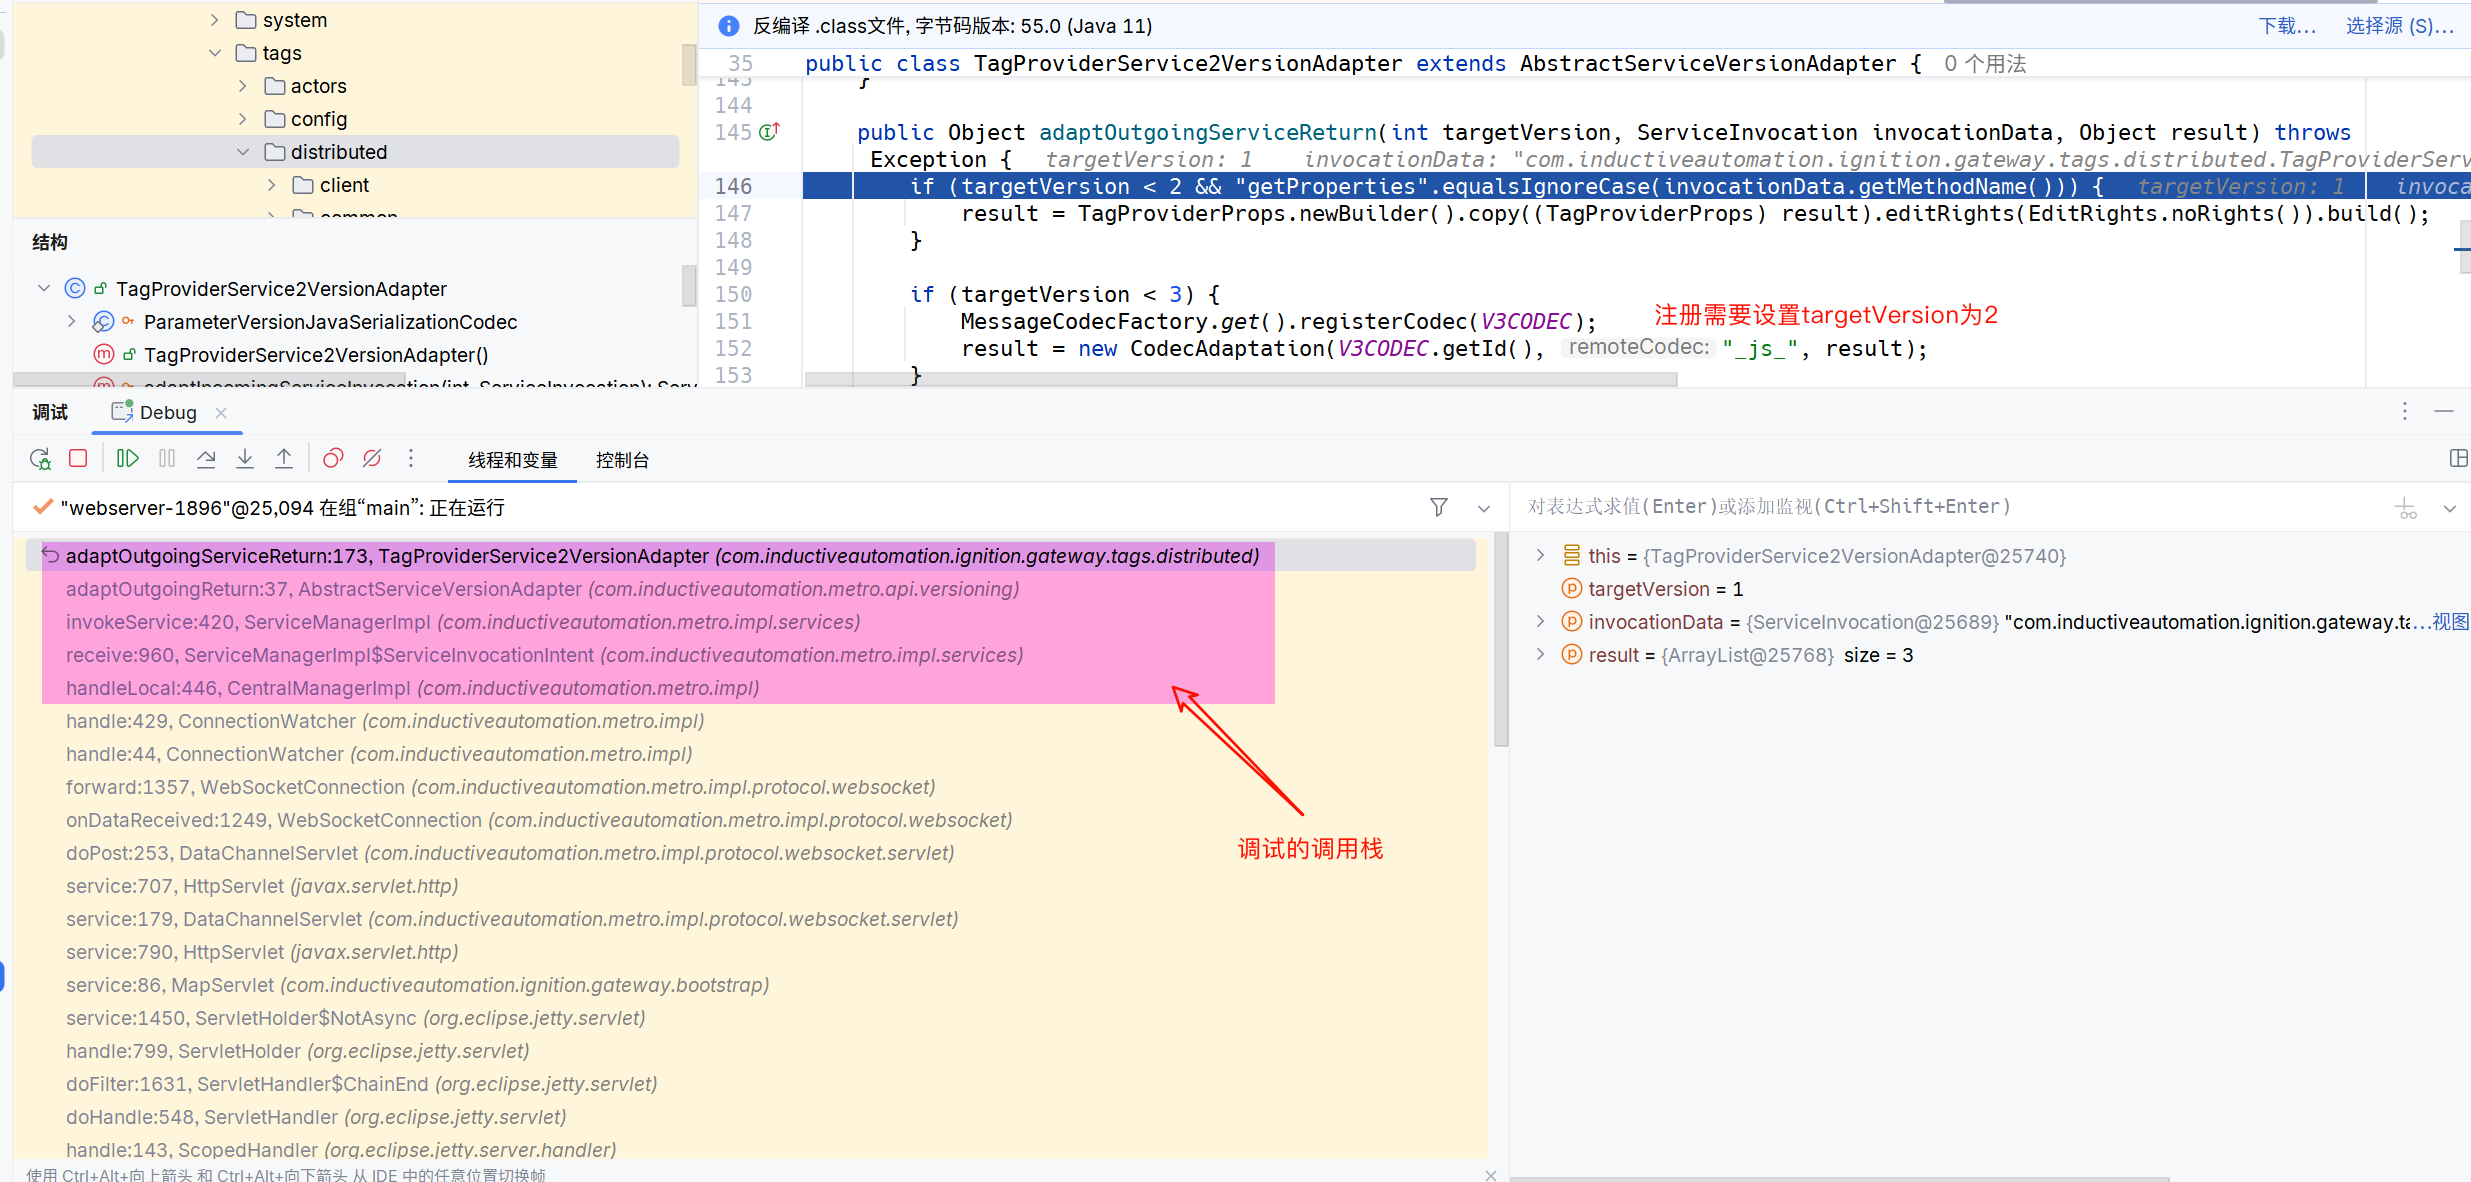 system
tags
actors
config
distributed
client
common
结构
TagProviderService2VersionAdapter
ParameterVersionJavaSerializationCodec
TagProviderService2VersionAdapter()
adaptIncomingServiceInvocation(int, ServiceInvocation): Serv
反编译 .class文件, 字节码版本: 55.0 (Java 11)
下载...
选择源 (S)...
35 public class TagProviderService2VersionAdapter extends AbstractServiceVersionAdapter { 0 个用法
143 }
144
145 public Object adaptOutgoingServiceReturn(int targetVersion, ServiceInvocation invocationData, Object result) throws
Exception { targetVersion: 1 invocationData: "com.inductiveautomation.ignition.gateway.tags.distributed.TagProviderServ
146 if (targetVersion < 2 && "getProperties".equalsIgnoreCase(invocationData.getMethodName())) { targetVersion: 1 invoca
147 result = TagProviderProps.newBuilder().copy((TagProviderProps) result).editRights(EditRights.noRights()).build();
148 }
149
150 if (targetVersion < 3) {
151 MessageCodecFactory.get().registerCodec(V3CODEC); 注册需要设置targetVersion为2
152 result = new CodecAdaptation(V3CODEC.getId(), remoteCodec: "_js_", result);
153 }
调试
Debug
线程和变量
控制台
"webserver-1896"@25,094 在组“main”: 正在运行
对表达式求值(Enter)或添加监视(Ctrl+Shift+Enter)
adaptOutgoingServiceReturn:173, TagProviderService2VersionAdapter (com.inductiveautomation.ignition.gateway.tags.distributed)
adaptOutgoingReturn:37, AbstractServiceVersionAdapter (com.inductiveautomation.metro.api.versioning)
invokeService:420, ServiceManagerImpl (com.inductiveautomation.metro.impl.services)
receive:960, ServiceManagerImpl$ServiceInvocationIntent (com.inductiveautomation.metro.impl.services)
handleLocal:446, CentralManagerImpl (com.inductiveautomation.metro.impl)
handle:429, ConnectionWatcher (com.inductiveautomation.metro.impl)
handle:44, ConnectionWatcher (com.inductiveautomation.metro.impl)
forward:1357, WebSocketConnection (com.inductiveautomation.metro.impl.protocol.websocket)
onDataReceived:1249, WebSocketConnection (com.inductiveautomation.metro.impl.protocol.websocket)
doPost:253, DataChannelServlet (com.inductiveautomation.metro.impl.protocol.websocket.servlet)
service:707, HttpServlet (javax.servlet.http)
service:179, DataChannelServlet (com.inductiveautomation.metro.impl.protocol.websocket.servlet)
service:790, HttpServlet (javax.servlet.http)
service:86, MapServlet (com.inductiveautomation.ignition.gateway.bootstrap)
service:1450, ServletHolder$NotAsync (org.eclipse.jetty.servlet)
handle:799, ServletHolder (org.eclipse.jetty.servlet)
doFilter:1631, ServletHandler$ChainEnd (org.eclipse.jetty.servlet)
doHandle:548, ServletHandler (org.eclipse.jetty.servlet)
handle:143, ScopedHandler (org.eclipse.jetty.server.handler)
调试的调用栈
this = {TagProviderService2VersionAdapter@25740}
targetVersion = 1
invocationData = {ServiceInvocation@25689} "com.inductiveautomation.ignition.gateway.ta...视图
result = {ArrayList@25768} size = 3
使用 Ctrl+Alt+向上箭头 和 Ctrl+Alt+向下箭头 从 IDE 中的任意位置切换帧